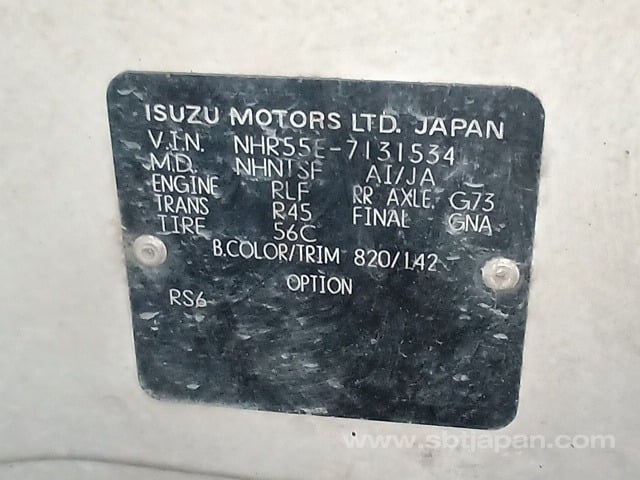 ISUZU MOTORS LTD. JAPAN
V.I.N. NHR55E-7131534
M.D. NHNTSF AI/JA
ENGINE RLF RR AXLE. G73
TRANS R45 FINAL GNA
TIRE 56C
B.COLOR/TRIM 820/L42
OPTION
RS6
www.sbtjapan.com